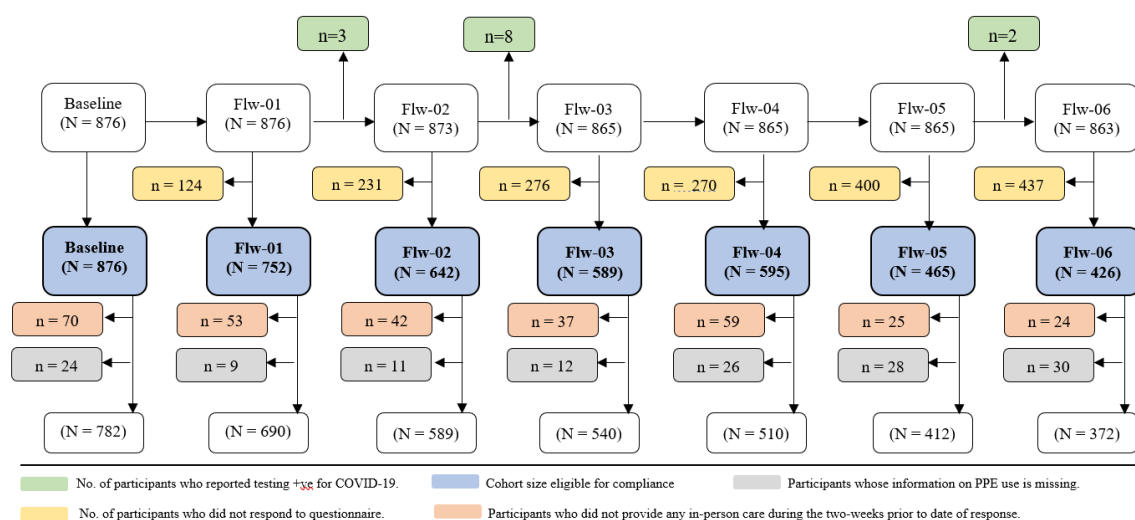 n=3
n=8
n=2
Baseline
(N = 876)
Flw-01
(N = 876)
Flw-02
(N = 873)
Flw-03
(N = 865)
Flw-04
(N = 865)
Flw-05
(N = 865)
Flw-06
(N = 863)
n = 124
n = 231
n = 276
n = 270
n = 400
n = 437
Baseline
(N = 876)
Flw-01
(N = 752)
Flw-02
(N = 642)
Flw-03
(N = 589)
Flw-04
(N = 595)
Flw-05
(N = 465)
Flw-06
(N = 426)
n = 70
n = 53
n = 42
n = 37
n = 59
n = 25
n = 24
n = 24
n = 9
n = 11
n = 12
n = 26
n = 28
n = 30
(N = 782)
(N = 690)
(N = 589)
(N = 540)
(N = 510)
(N = 412)
(N = 372)
No. of participants who reported testing +ve for COVID-19.
Cohort size eligible for compliance
Participants whose information on PPE use is missing.
No. of participants who did not respond to questionnaire.
Participants who did not provide any in-person care during the two-weeks prior to date of response.